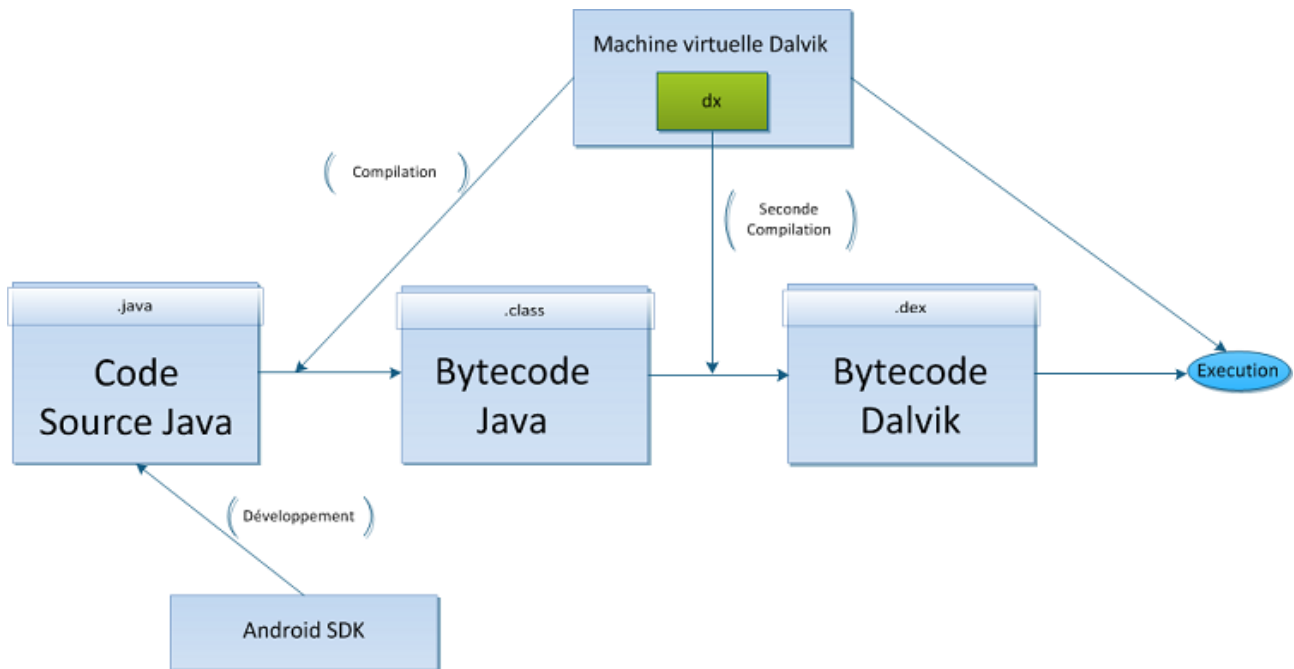 Machine virtuelle Dalvik
dx
Compilation
Seconde
Compilation
.java
Code
Source Java
.class
Bytecode
Java
.dex
Bytecode
Dalvik
Execution
Développement
Android SDK